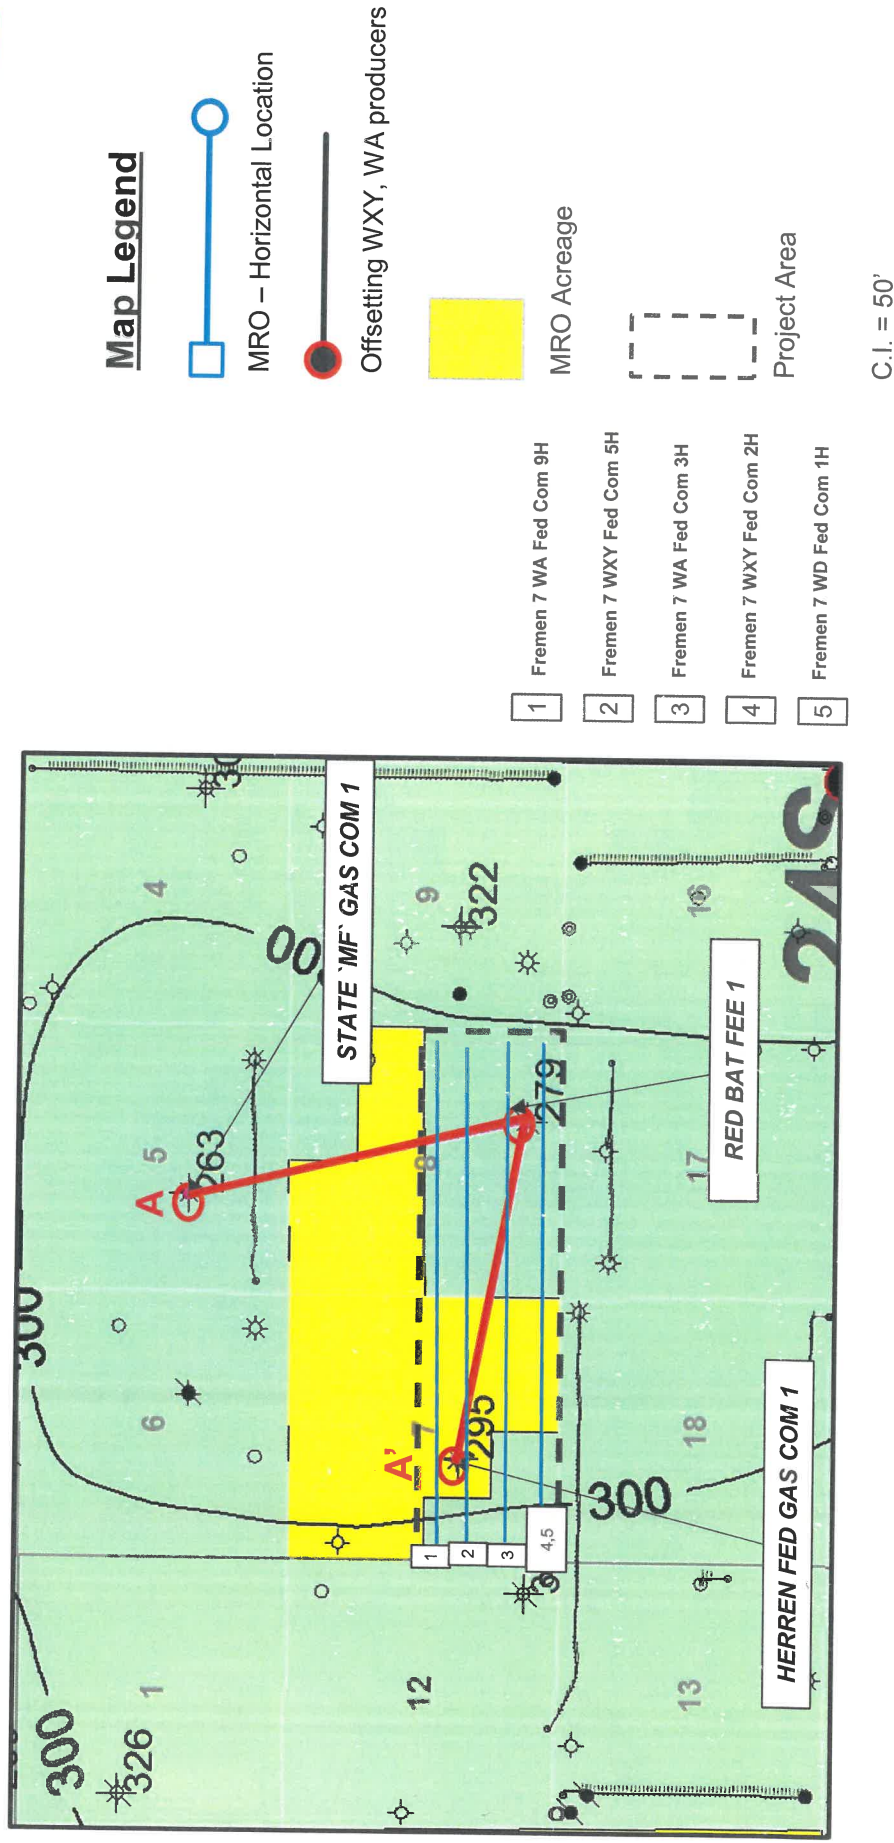 Map Legend
MRO – Horizontal Location
Offsetting WXY, WA producers
MRO Acreage
Project Area
C.I. = 50'
1 Fremen 7 WA Fed Com 9H
2 Fremen 7 WXY Fed Com 5H
3 Fremen 7 WA Fed Com 3H
4 Fremen 7 WXY Fed Com 2H
5 Fremen 7 WD Fed Com 1H
300
300
326
1
6
5
4
A
263
STATE `MF` GAS COM 1
12
7
8
9
322
A'
295
279
1
2
3
4,5
300
13
18
17
16
24S
RED BAT FEE 1
HERREN FED GAS COM 1